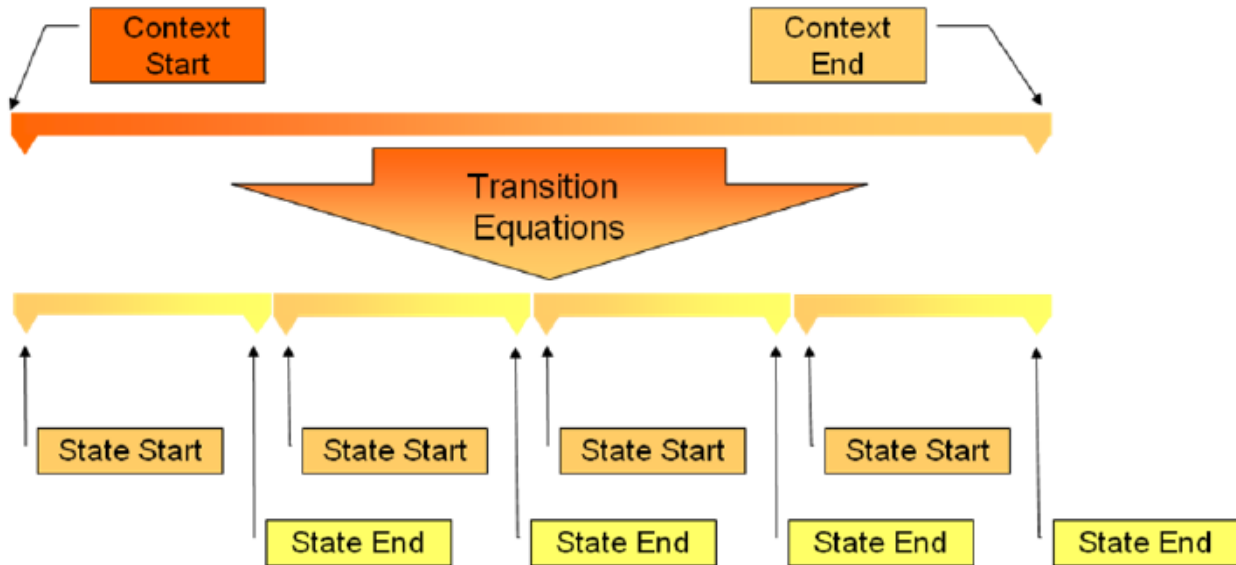 Context
Start
Context
End
Transition
Equations
State Start
State Start
State Start
State Start
State End
State End
State End
State End